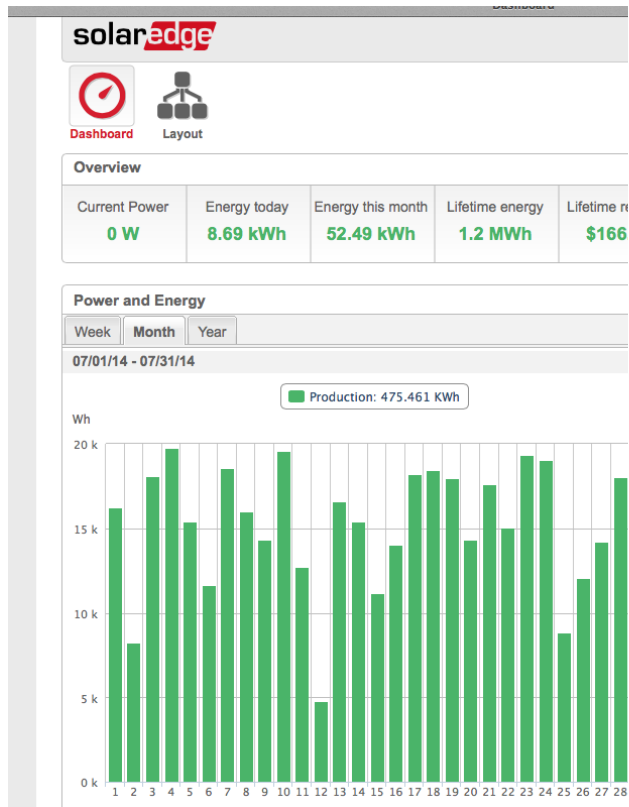 Dashboard
solaredge
Dashboard Layout
Overview
Current Power Energy today Energy this month Lifetime energy Lifetime
0 W 8.69 kWh 52.49 kWh 1.2 MWh $166
Power and Energy
Week Month Year
07/01/14 - 07/31/14
Production: 475.461 KWh
Wh
20 k
15 k
10 k
5 k
0 k
1 2 3 4 5 6 7 8 9 10 11 12 13 14 15 16 17 18 19 20 21 22 23 24 25 26 27 28